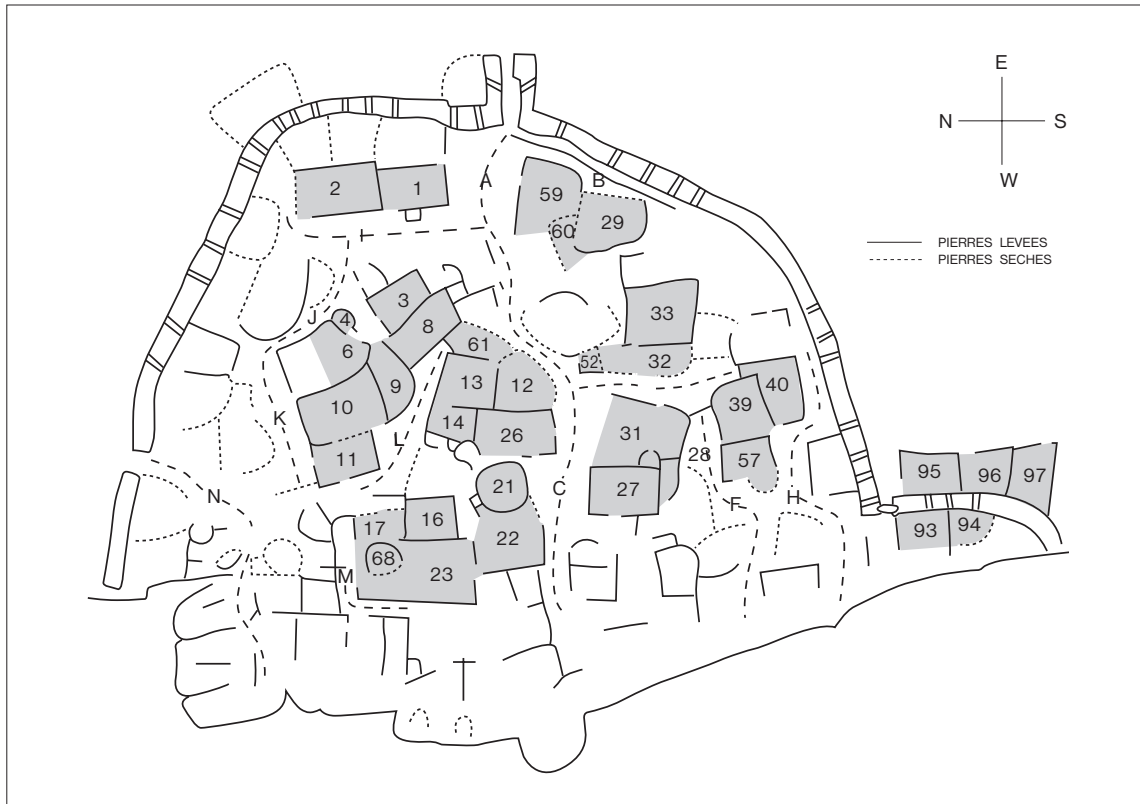 E
N S
W
PIERRES LEVEES
PIERRES SECHES
2 1 A 59 B
60 29
3
J 4 8 33
6 61
9 13 12 52 32
10 40
K 39
14 26 31
L
11 28 57
N 21 C 27 F H 95 96 97
17 16
22 93 94
68 23
M